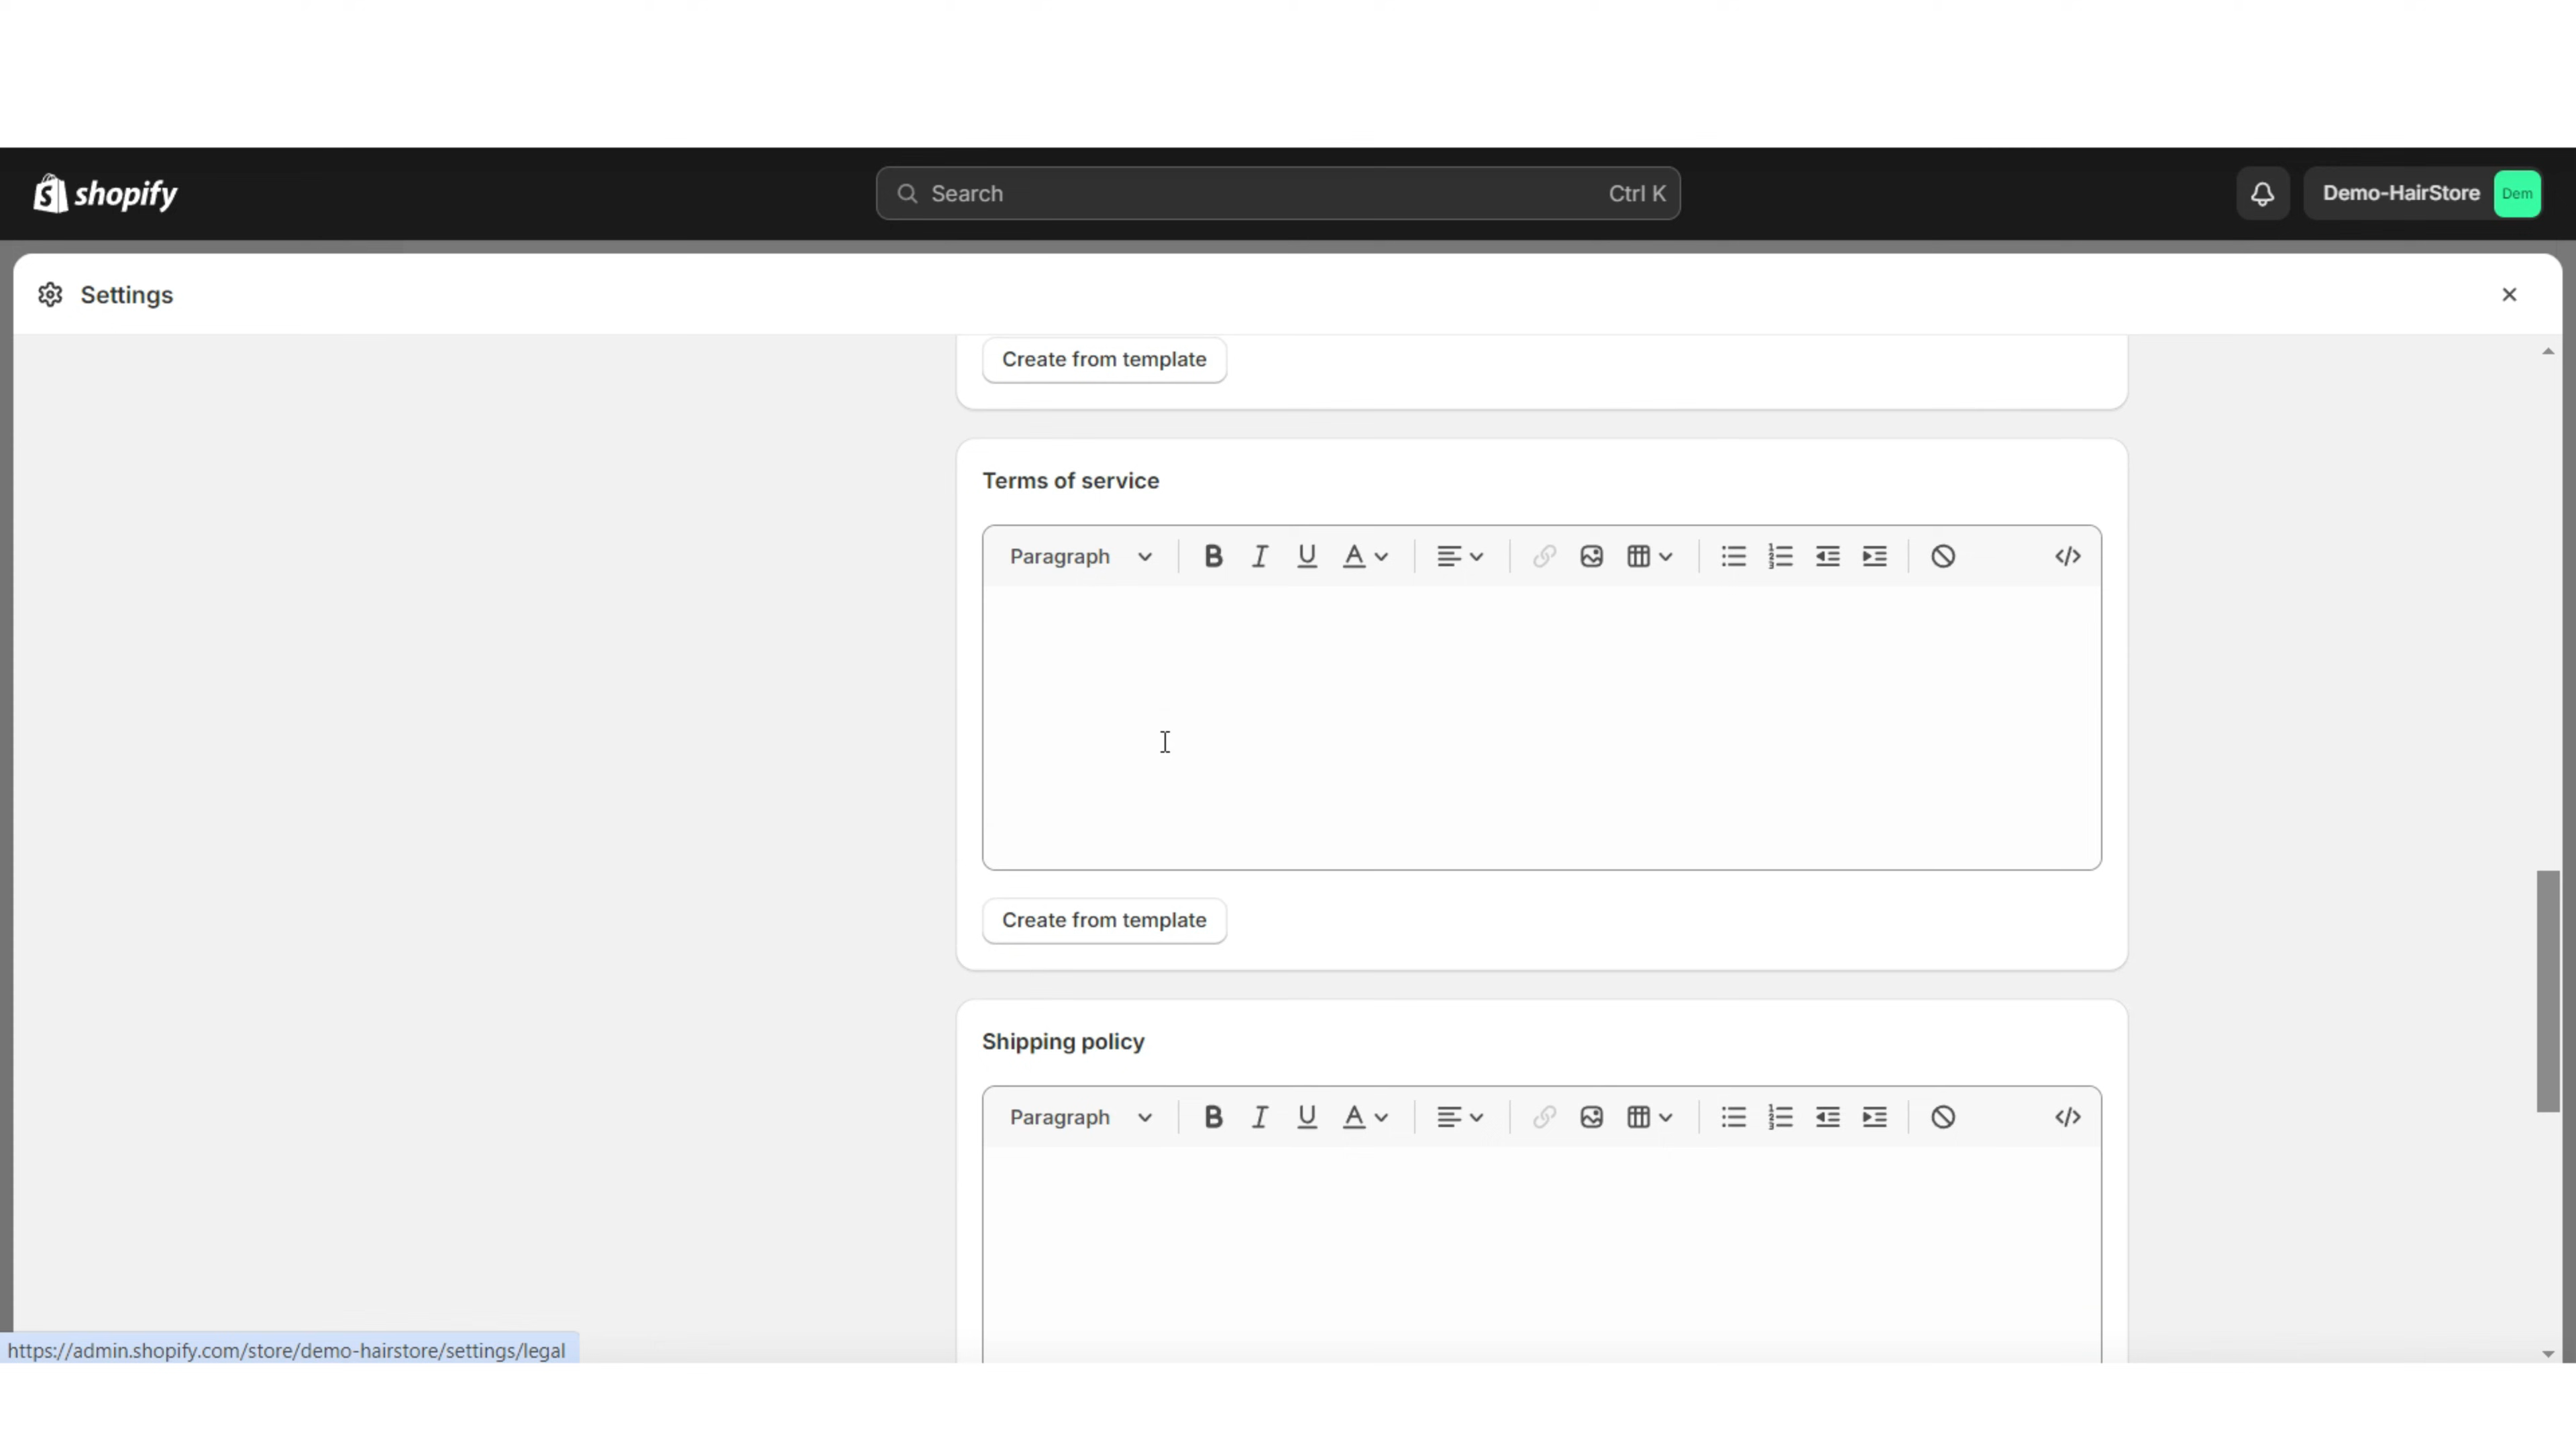 shopify
Search Ctrl K
Demo-HairStore Dem
Settings
Create from template
Terms of service
Paragraph B I U A
Create from template
Shipping policy
Paragraph B I U A
https://admin.shopify.com/store/demo-hairstore/settings/legal